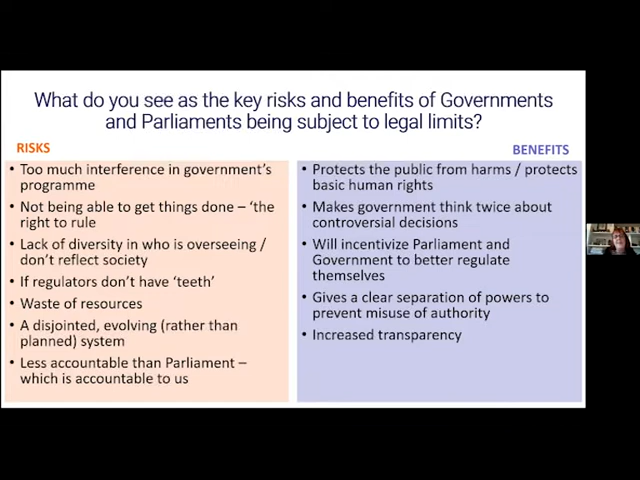 What do you see as the key risks and benefits of Governments
and Parliaments being subject to legal limits?
RISKS
• Too much interference in government's
programme
• Not being able to get things done – 'the
right to rule
• Lack of diversity in who is overseeing /
don't reflect society
• If regulators don't have 'teeth'
• Waste of resources
• A disjointed, evolving (rather than
planned) system
• Less accountable than Parliament –
which is accountable to us
BENEFITS
• Protects the public from harms / protects
basic human rights
• Makes government think twice about
controversial decisions
• Will incentivize Parliament and
Government to better regulate
themselves
• Gives a clear separation of powers to
prevent misuse of authority
• Increased transparency